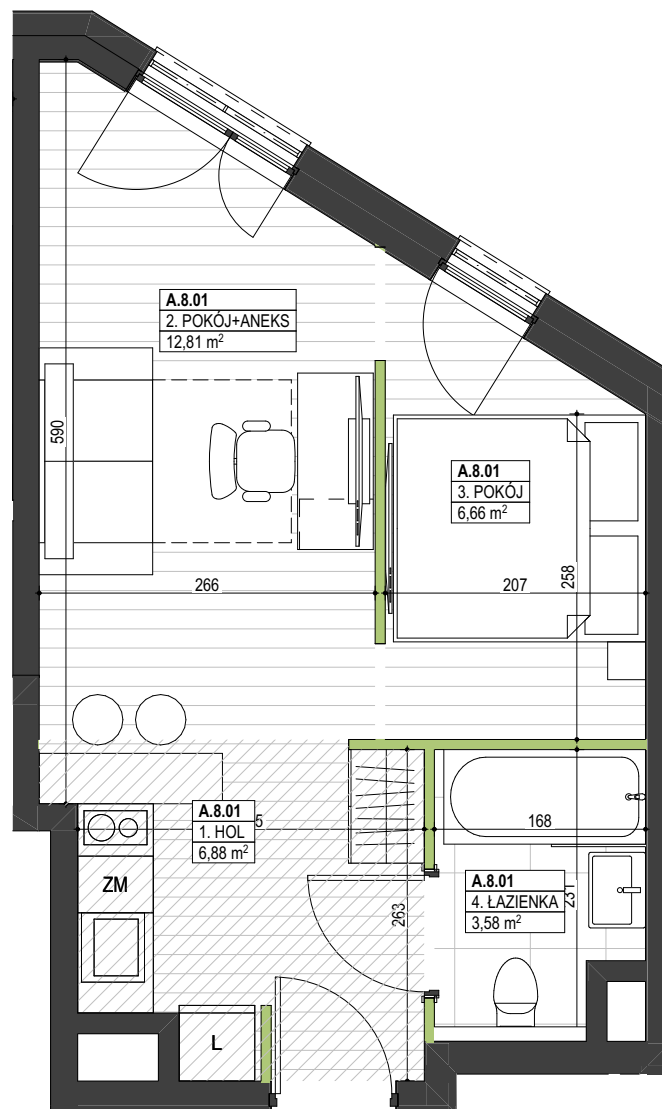 A.8.01
2. POKÓJ+ANEKS
12,81 m²
590
A.8.01
3. POKÓJ
6,66 m²
266
207
258
A.8.01
1. HOL
6,88 m²
5
168
ZM
A.8.01
4. ŁAZIENKA
3,58 m²
263
L